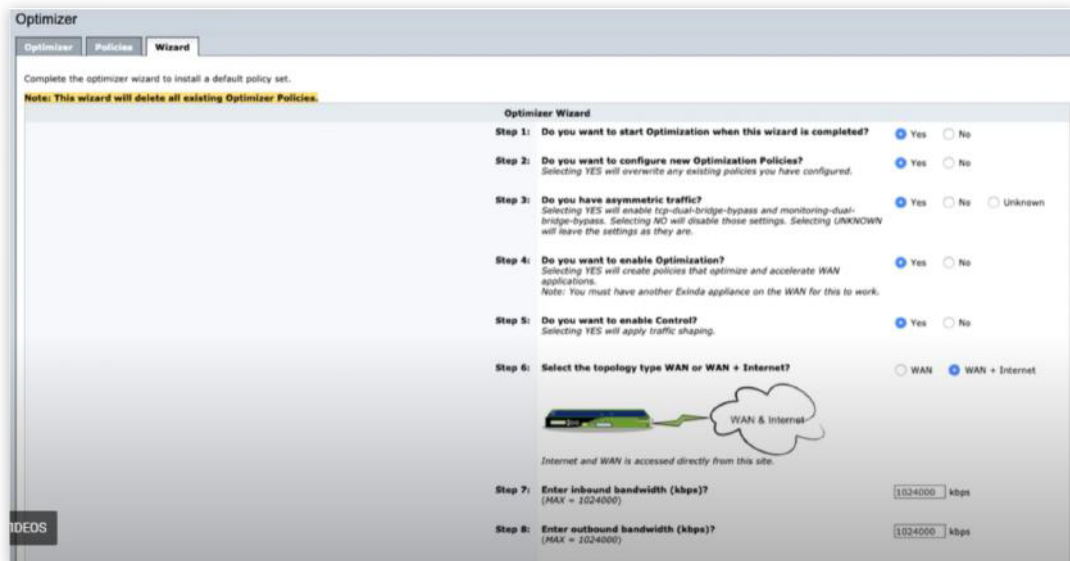 Optimizer
Optimizer Policies Wizard
Complete the optimizer wizard to install a default policy set.
Note: This wizard will delete all existing Optimizer Policies.
Optimizer Wizard
Step 1: Do you want to start Optimization when this wizard is completed? Yes No
Step 2: Do you want to configure new Optimization Policies? Yes No
Selecting YES will overwrite any existing policies you have configured.
Step 3: Do you have asymmetric traffic? Yes No Unknown
Selecting YES will enable tcp-dual-bridge-bypass and monitoring-dual-
bridge-bypass. Selecting NO will disable those settings. Selecting UNKNOWN
will leave the settings as they are.
Step 4: Do you want to enable Optimization? Yes No
Selecting YES will create policies that optimize and accelerate WAN
applications.
Note: You must have another Exinda appliance on the WAN for this to work.
Step 5: Do you want to enable Control? Yes No
Selecting YES will apply traffic shaping.
Step 6: Select the topology type WAN or WAN + Internet? WAN WAN + Internet
WAN & Internet
Internet and WAN is accessed directly from this site.
Step 7: Enter inbound bandwidth (kbps)? 1024000 kbps
(MAX = 1024000)
IDEOS
Step 8: Enter outbound bandwidth (kbps)? 1024000 kbps
(MAX = 1024000)